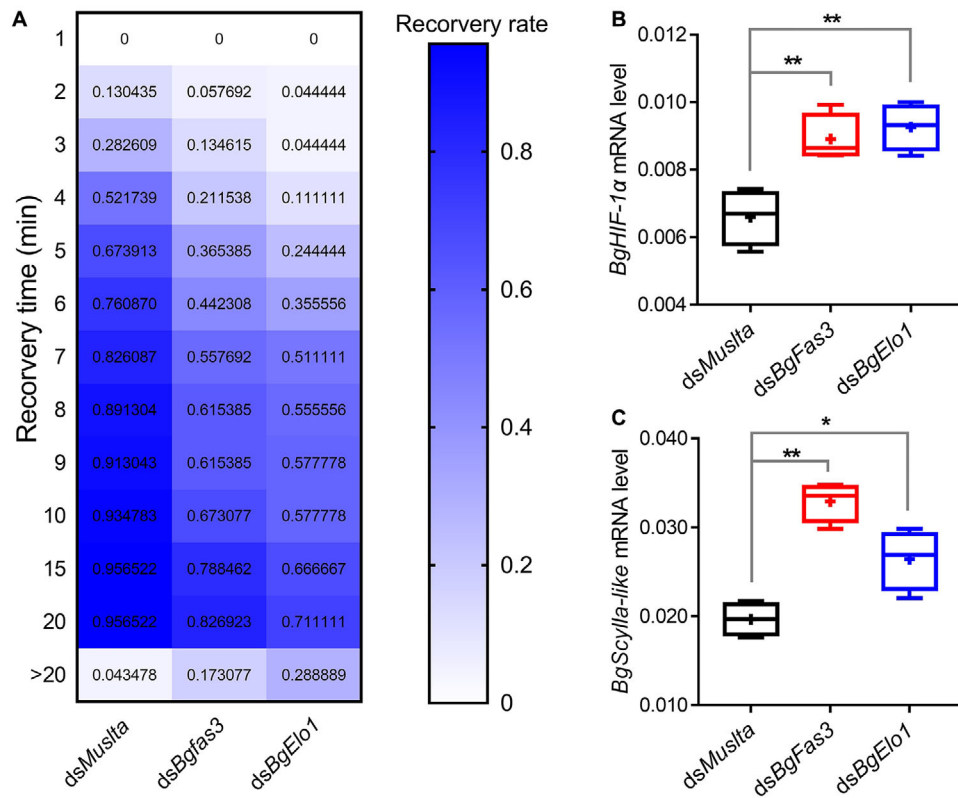 A
Recorvery rate
Recorvery time (min)
1 0 0 0
2 0.130435 0.057692 0.044444
3 0.282609 0.134615 0.044444
4 0.521739 0.211538 0.111111
5 0.673913 0.365385 0.244444
6 0.760870 0.442308 0.355556
7 0.826087 0.557692 0.511111
8 0.891304 0.615385 0.555556
9 0.913043 0.615385 0.577778
10 0.934783 0.673077 0.577778
15 0.956522 0.788462 0.666667
20 0.956522 0.826923 0.711111
>20 0.043478 0.173077 0.288889
dsMuslta dsBgfas3 dsBgElo1
0.8
0.6
0.4
0.2
0
B
BgHIF-1α mRNA level
0.012
0.010
0.008
0.006
0.004
**
**
dsMuslta dsBgFas3 dsBgElo1
C
BgScylla-like mRNA level
0.040
0.030
0.020
0.010
*
**
dsMuslta dsBgFas3 dsBgElo1